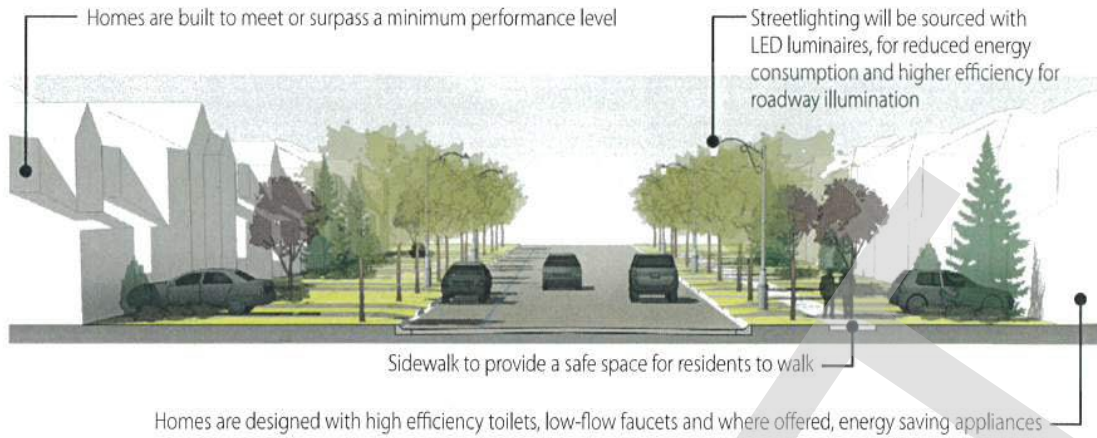 Homes are built to meet or surpass a minimum performance level
Streetlighting will be sourced with
LED luminaires, for reduced energy
consumption and higher efficiency for
roadway illumination
Sidewalk to provide a safe space for residents to walk
Homes are designed with high efficiency toilets, low-flow faucets and where offered, energy saving appliances